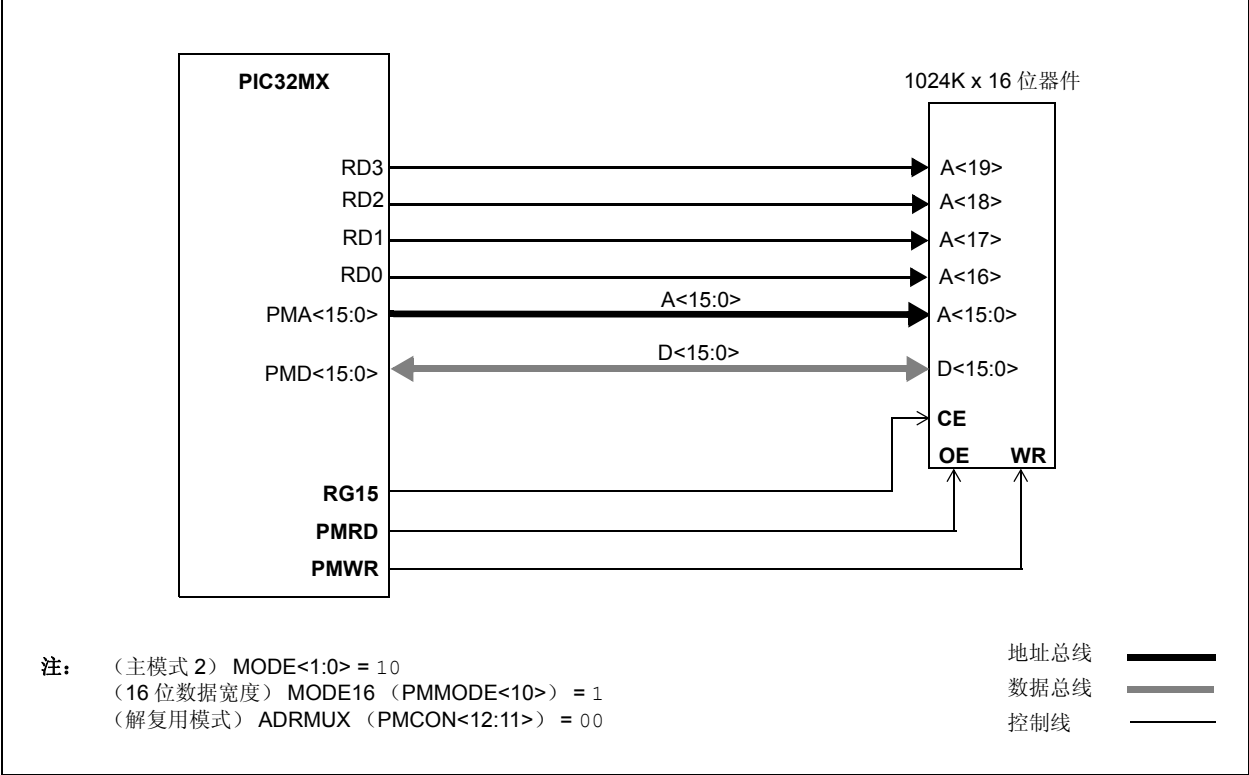 PIC32MX
1024K x 16 位器件
RD3
A<19>
RD2
A<18>
RD1
A<17>
RD0
A<16>
PMA<15:0>
A<15:0>
A<15:0>
PMD<15:0>
D<15:0>
D<15:0>
CE
OE WR
RG15
PMRD
PMWR
注： （主模式 2） MODE<1:0> = 10
（16 位数据宽度） MODE16 （PMMODE<10>） = 1
（解复用模式） ADRMUX （PMCON<12:11>） = 00
地址总线
数据总线
控制线